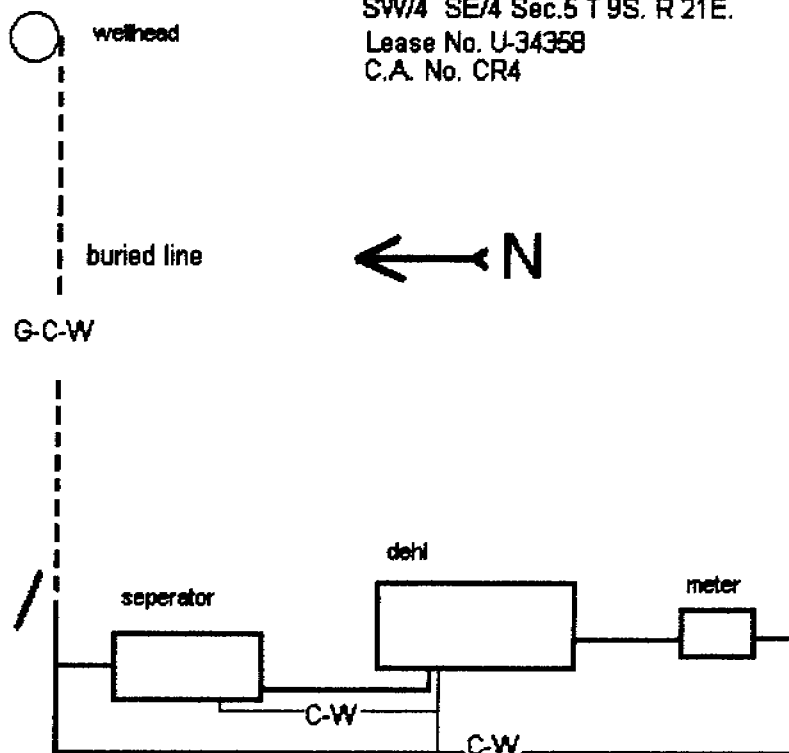 SW/4 SE/4 Sec.5 T 9S. R 21E.
wellhead
Lease No. U-34358
C.A. No. CR4
buried line
N
G-C-W
dehi
seperator
meter
C-W
C-W